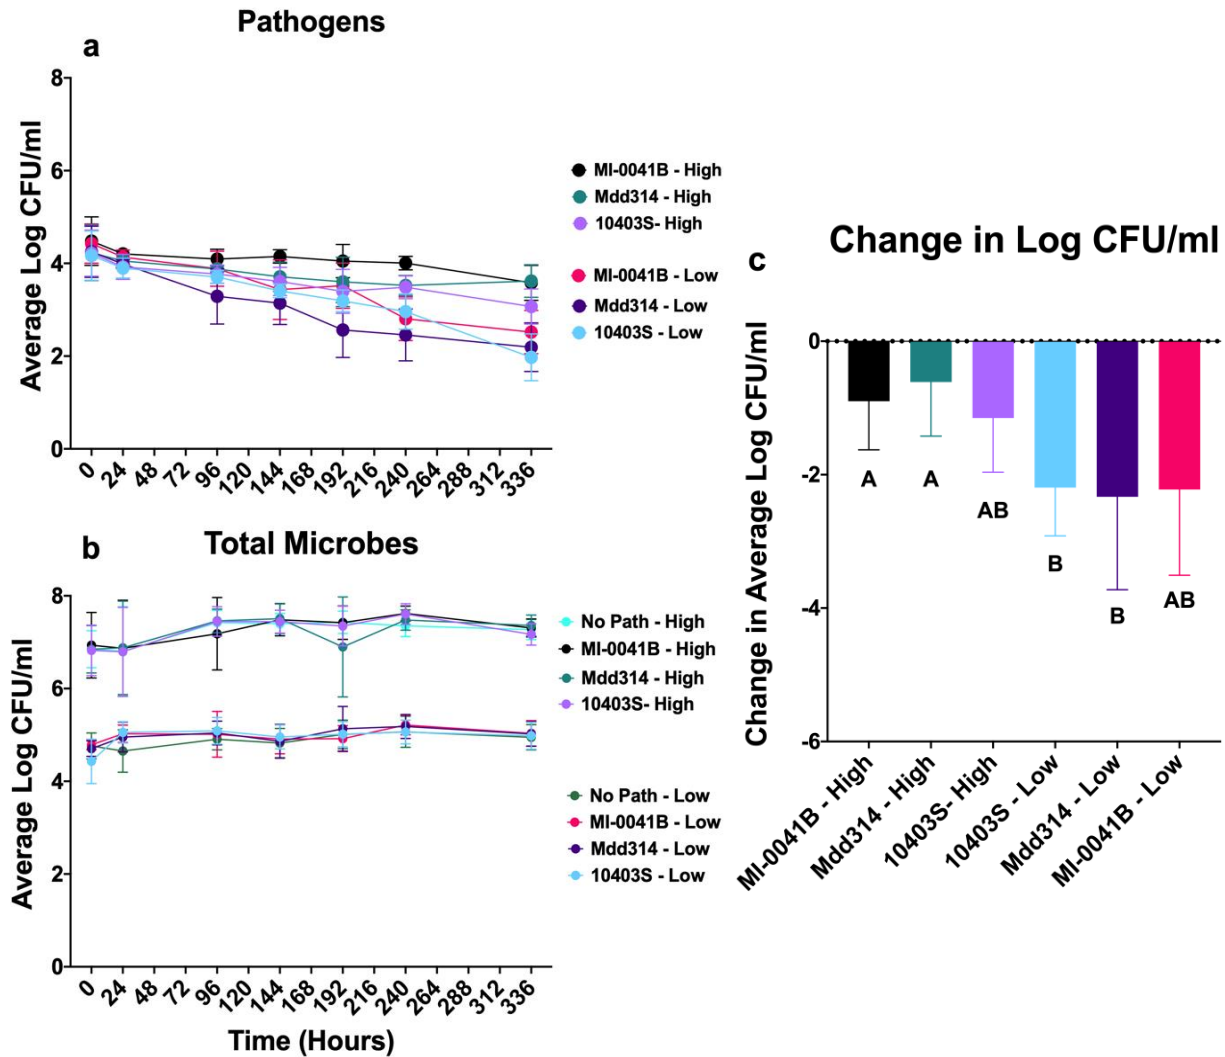 Pathogens
a
Average Log CFU/ml
8
6
4
2
0
0 24 48 72 96 120 144 168 192 216 240 264 288 312 336
MI-0041B - High
Mdd314 - High
10403S- High
MI-0041B - Low
Mdd314 - Low
10403S - Low
b
Total Microbes
Average Log CFU/ml
8
6
4
2
0
0 24 48 72 96 120 144 168 192 216 240 264 288 312 336
Time (Hours)
No Path - High
MI-0041B - High
Mdd314 - High
10403S- High
No Path - Low
MI-0041B - Low
Mdd314 - Low
10403S - Low
Change in Log CFU/ml
c
Change in Average Log CFU/ml
0
-2
-4
-6
A
A
AB
B
B
AB
MI-0041B - High
Mdd314 - High
10403S- High
10403S - Low
Mdd314 - Low
MI-0041B - Low